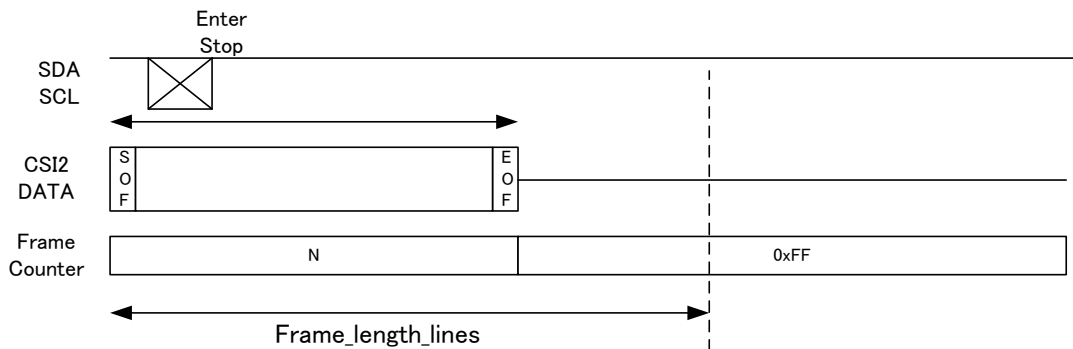 Enter
Stop
SDA
SCL
CSI2
DATA
S
O
F
E
O
F
Frame
Counter
N
0xFF
Frame_length_lines